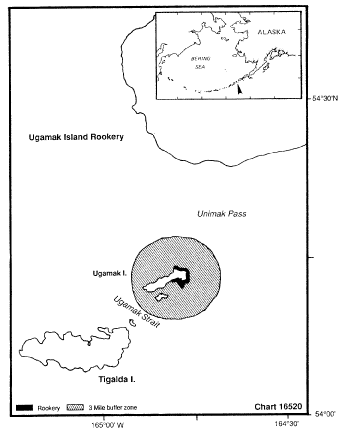 ALASKA
BERING
SEA
54°30'N
Ugamak Island Rookery
Unimak Pass
Ugamak I.
Ugamak Strait
Tigalda I.
Rookery
3 Mile buffer zone
Chart 16520
54°00'
165°00' W
164°30'